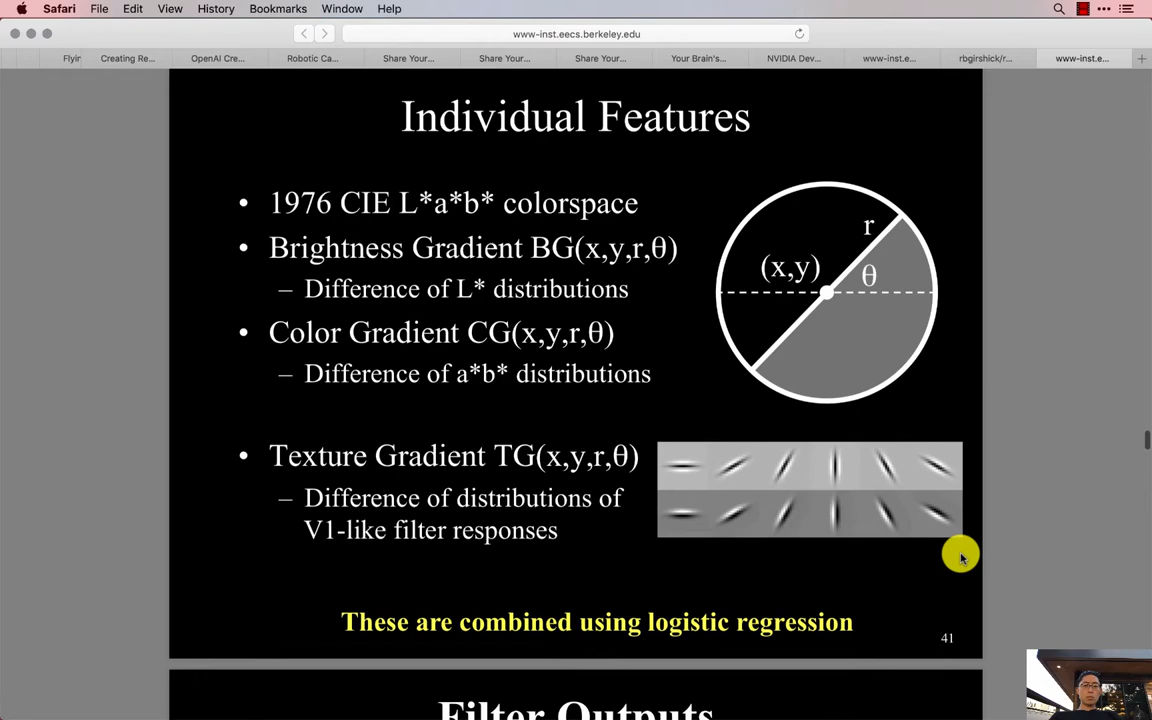 Safari File Edit View History Bookmarks Window Help
www-inst.eecs.berkeley.edu
Flyir Creating Re... OpenAI Cre... Robotic Ca... Share Your... Share Your... Share Your... Your Brain's... NVIDIA Dev... www-inst.e... rbgirshick/r... www-inst.e...
Individual Features
• 1976 CIE L*a*b* colorspace
• Brightness Gradient BG(x,y,r,θ)
– Difference of L* distributions
• Color Gradient CG(x,y,r,θ)
– Difference of a*b* distributions
r
(x,y)
θ
• Texture Gradient TG(x,y,r,θ)
– Difference of distributions of
V1-like filter responses
These are combined using logistic regression
41
Filter Outputs